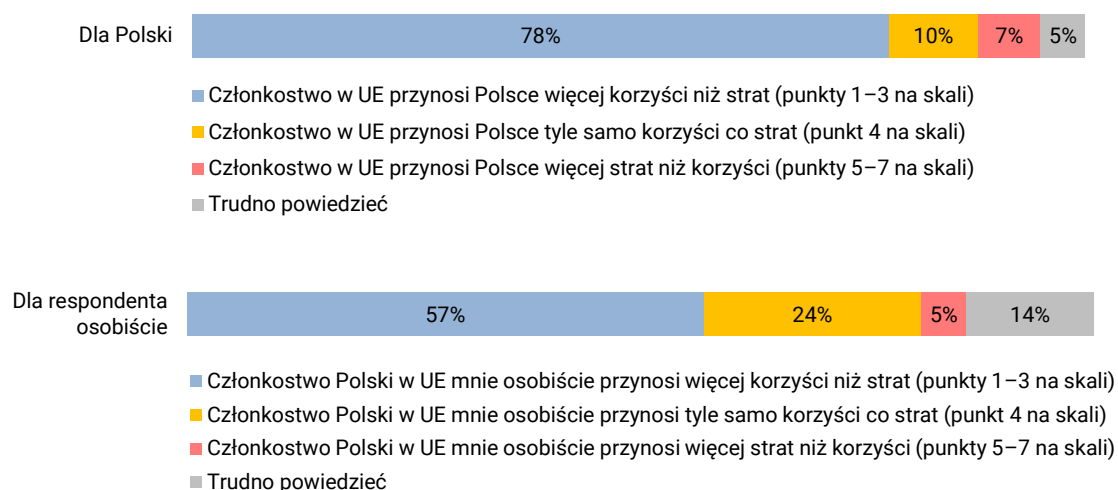 Dla Polski
78%
10%
7%
5%
Członkostwo w UE przynosi Polsce więcej korzyści niż strat (punkty 1–3 na skali)
Członkostwo w UE przynosi Polsce tyle samo korzyści co strat (punkt 4 na skali)
Członkostwo w UE przynosi Polsce więcej strat niż korzyści (punkty 5–7 na skali)
Trudno powiedzieć
Dla respondenta
osobiście
57%
24%
5%
14%
Członkostwo Polski w UE mnie osobiście przynosi więcej korzyści niż strat (punkty 1–3 na skali)
Członkostwo Polski w UE mnie osobiście przynosi tyle samo korzyści co strat (punkt 4 na skali)
Członkostwo Polski w UE mnie osobiście przynosi więcej strat niż korzyści (punkty 5–7 na skali)
Trudno powiedzieć